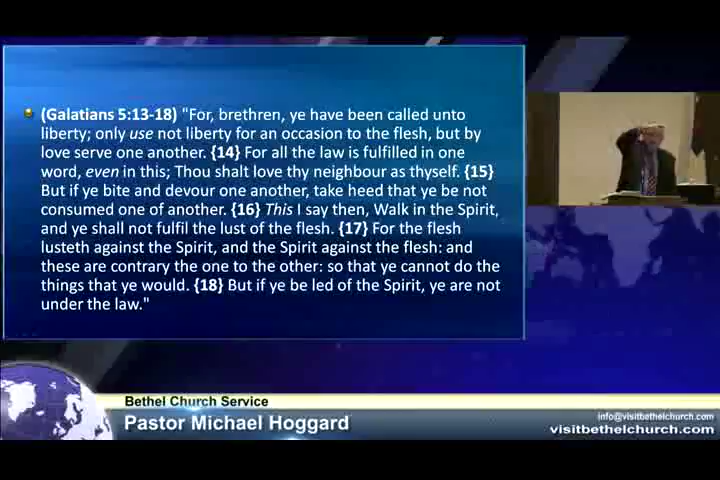 (Galatians 5:13-18) "For, brethren, ye have been called unto
liberty; only use not liberty for an occasion to the flesh, but by
love serve one another. {14} For all the law is fulfilled in one
word, even in this; Thou shalt love thy neighbour as thyself. {15}
But if ye bite and devour one another, take heed that ye be not
consumed one of another. {16} This I say then, Walk in the Spirit,
and ye shall not fulfil the lust of the flesh. {17} For the flesh
lusteth against the Spirit, and the Spirit against the flesh: and
these are contrary the one to the other: so that ye cannot do the
things that ye would. {18} But if ye be led of the Spirit, ye are not
under the law."
Bethel Church Service
Pastor Michael Hoggard
info@visitbethelchurch.com
visitbethelchurch.com